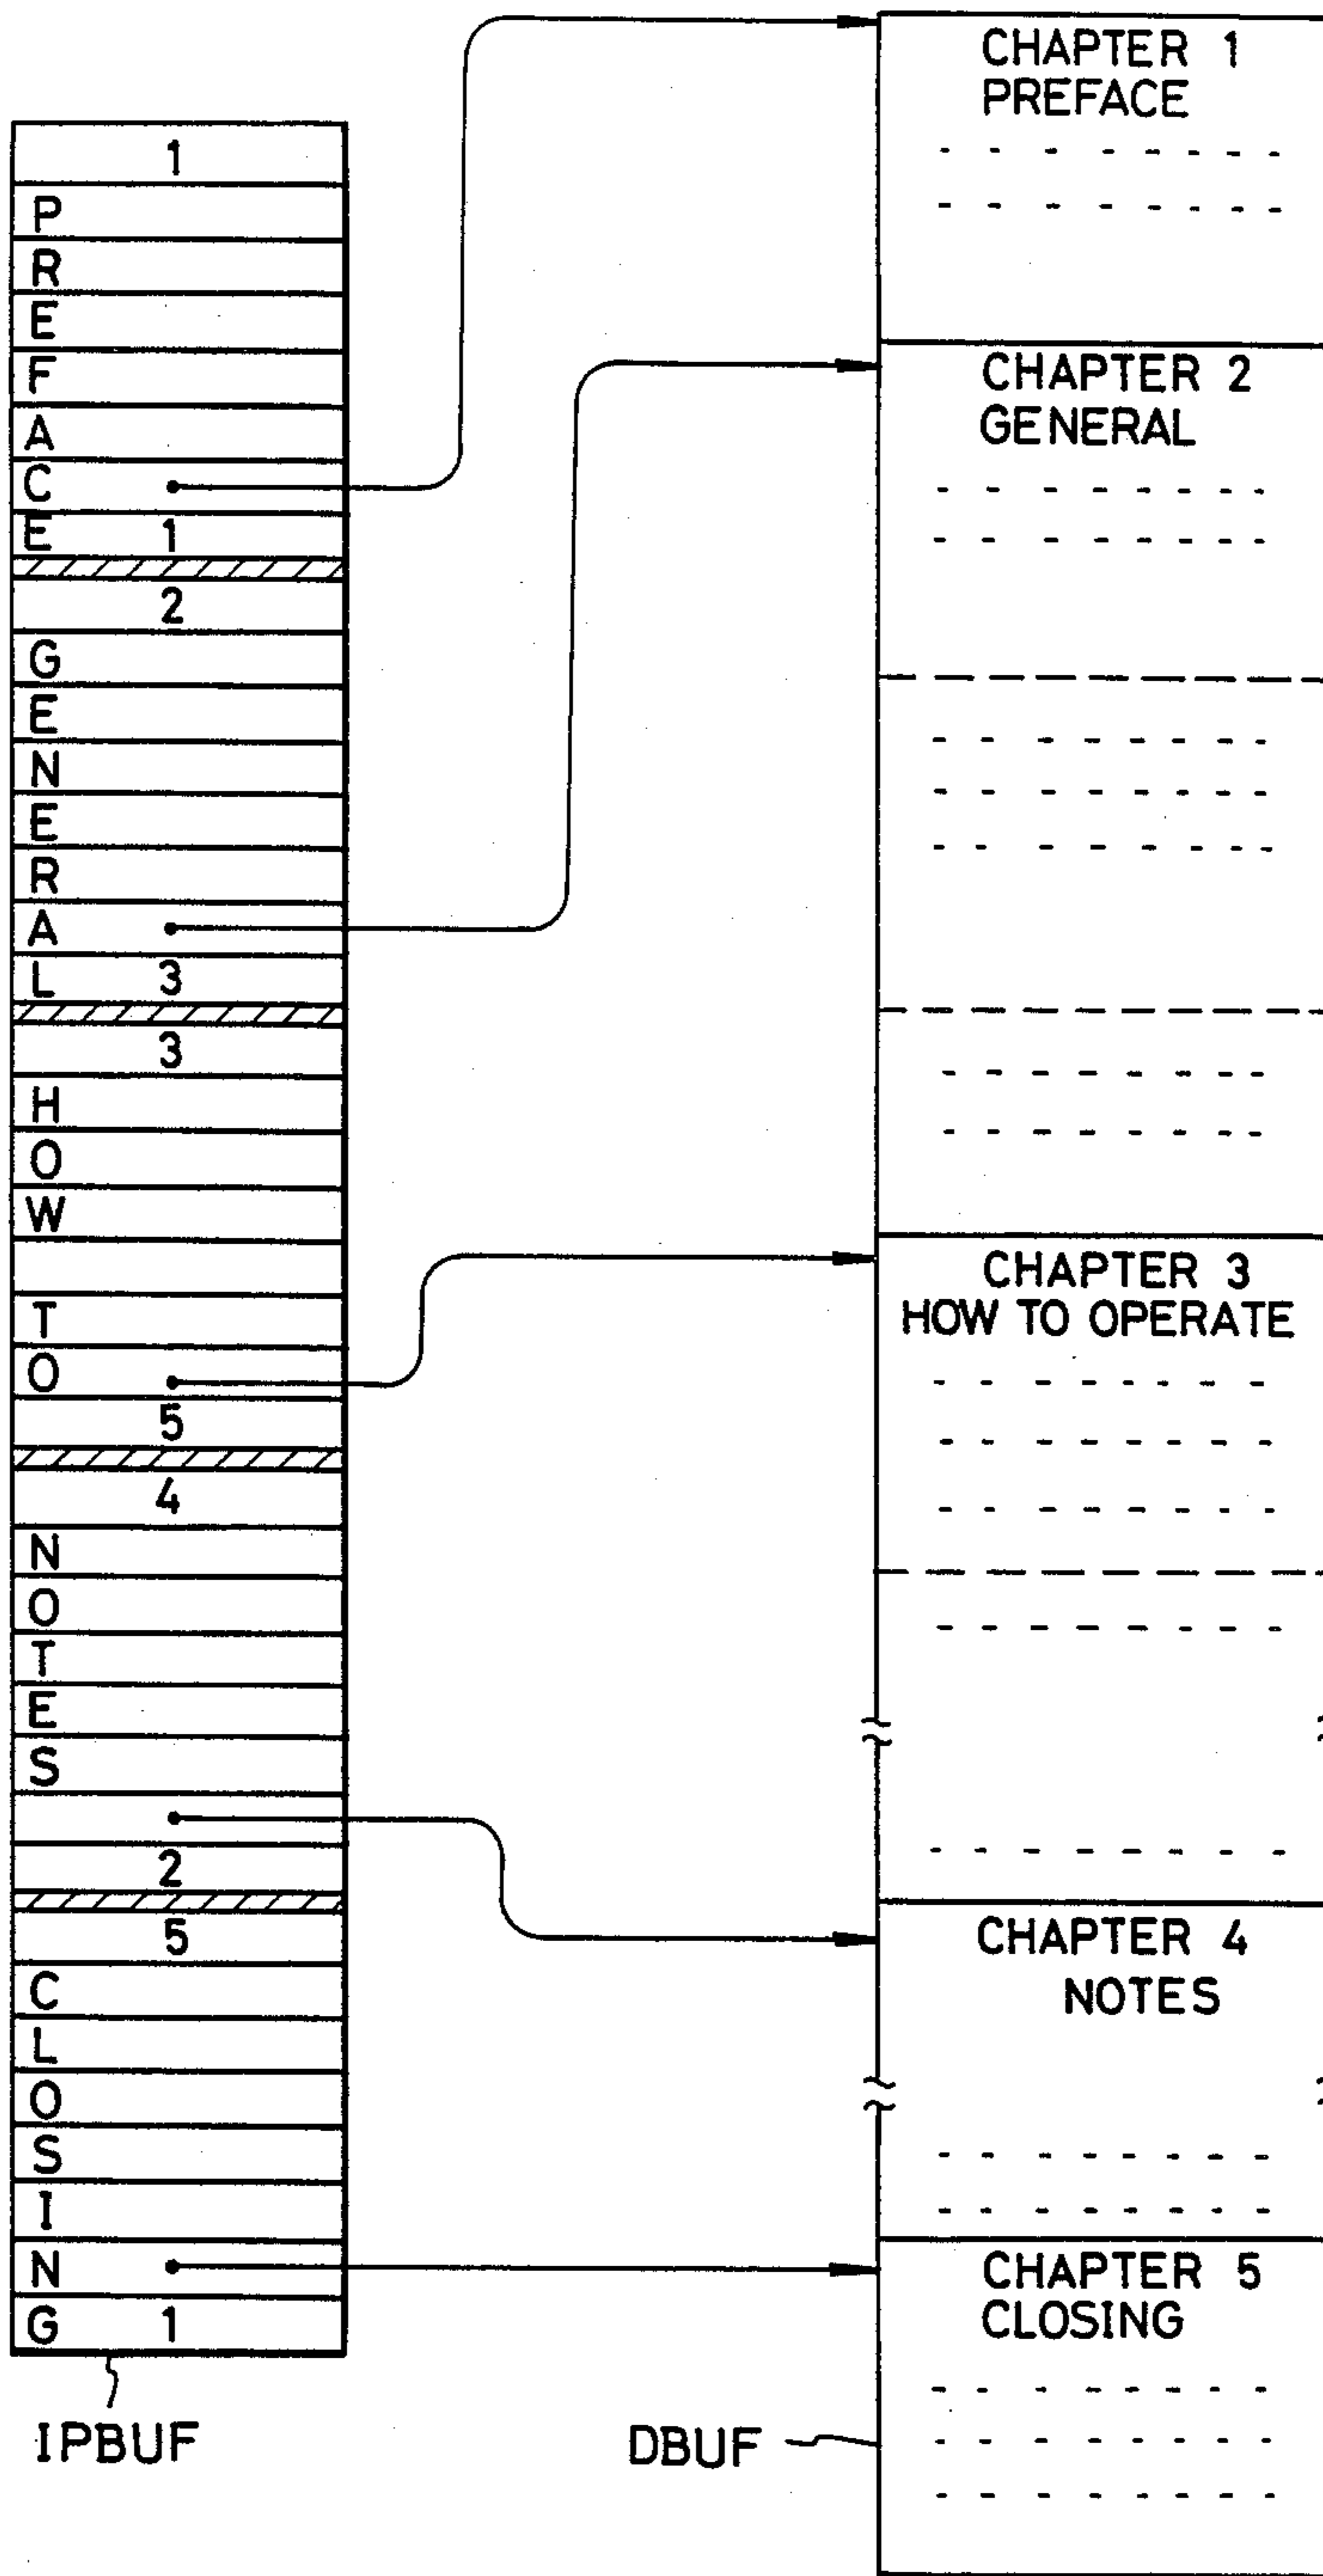 1
P
R
E
F
A
C
E 1
2
G
E
N
E
R
A
L 3
3
H
O
W
T
O
5
4
N
O
T
E
S
2
5
C
L
O
S
I
N
G 1
IPBUF
CHAPTER 1
PREFACE
CHAPTER 2
GENERAL
CHAPTER 3
HOW TO OPERATE
CHAPTER 4
NOTES
CHAPTER 5
CLOSING
DBUF